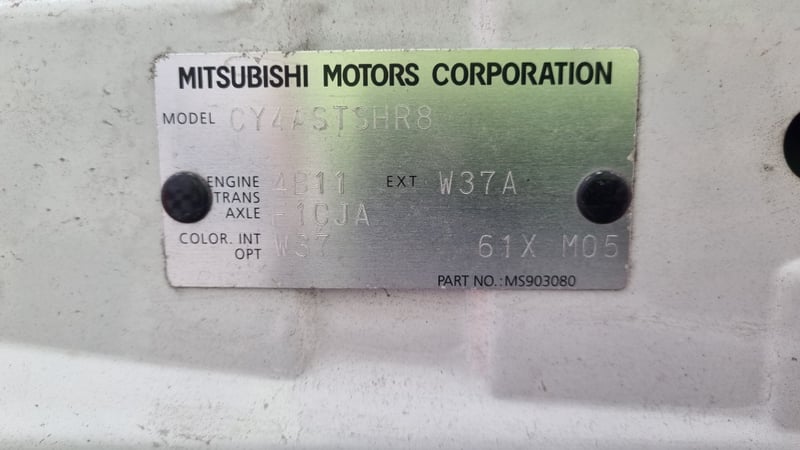 MITSUBISHI MOTORS CORPORATION
MODEL CY4ASTSHR8
ENGINE 4B11 EXT W37A
TRANS
AXLE -1CJA
COLOR. INT W37 61X M05
OPT
PART NO.: MS903080